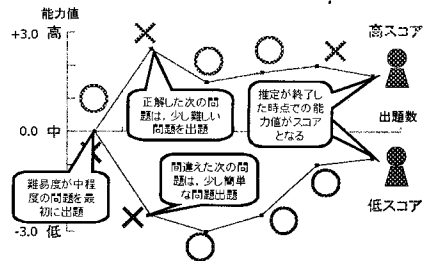 能力値
+3.0 高
0.0 中
-3.0 低
正解した次の問
題は、少し難しい
問題を出題
推定が終了し
た時点での能
力値がスコア
となる
高スコア
出題数
難易度が中程
度の問題を最
初に出題
間違えた次の問
題は、少し簡単
な問題出題
低スコア